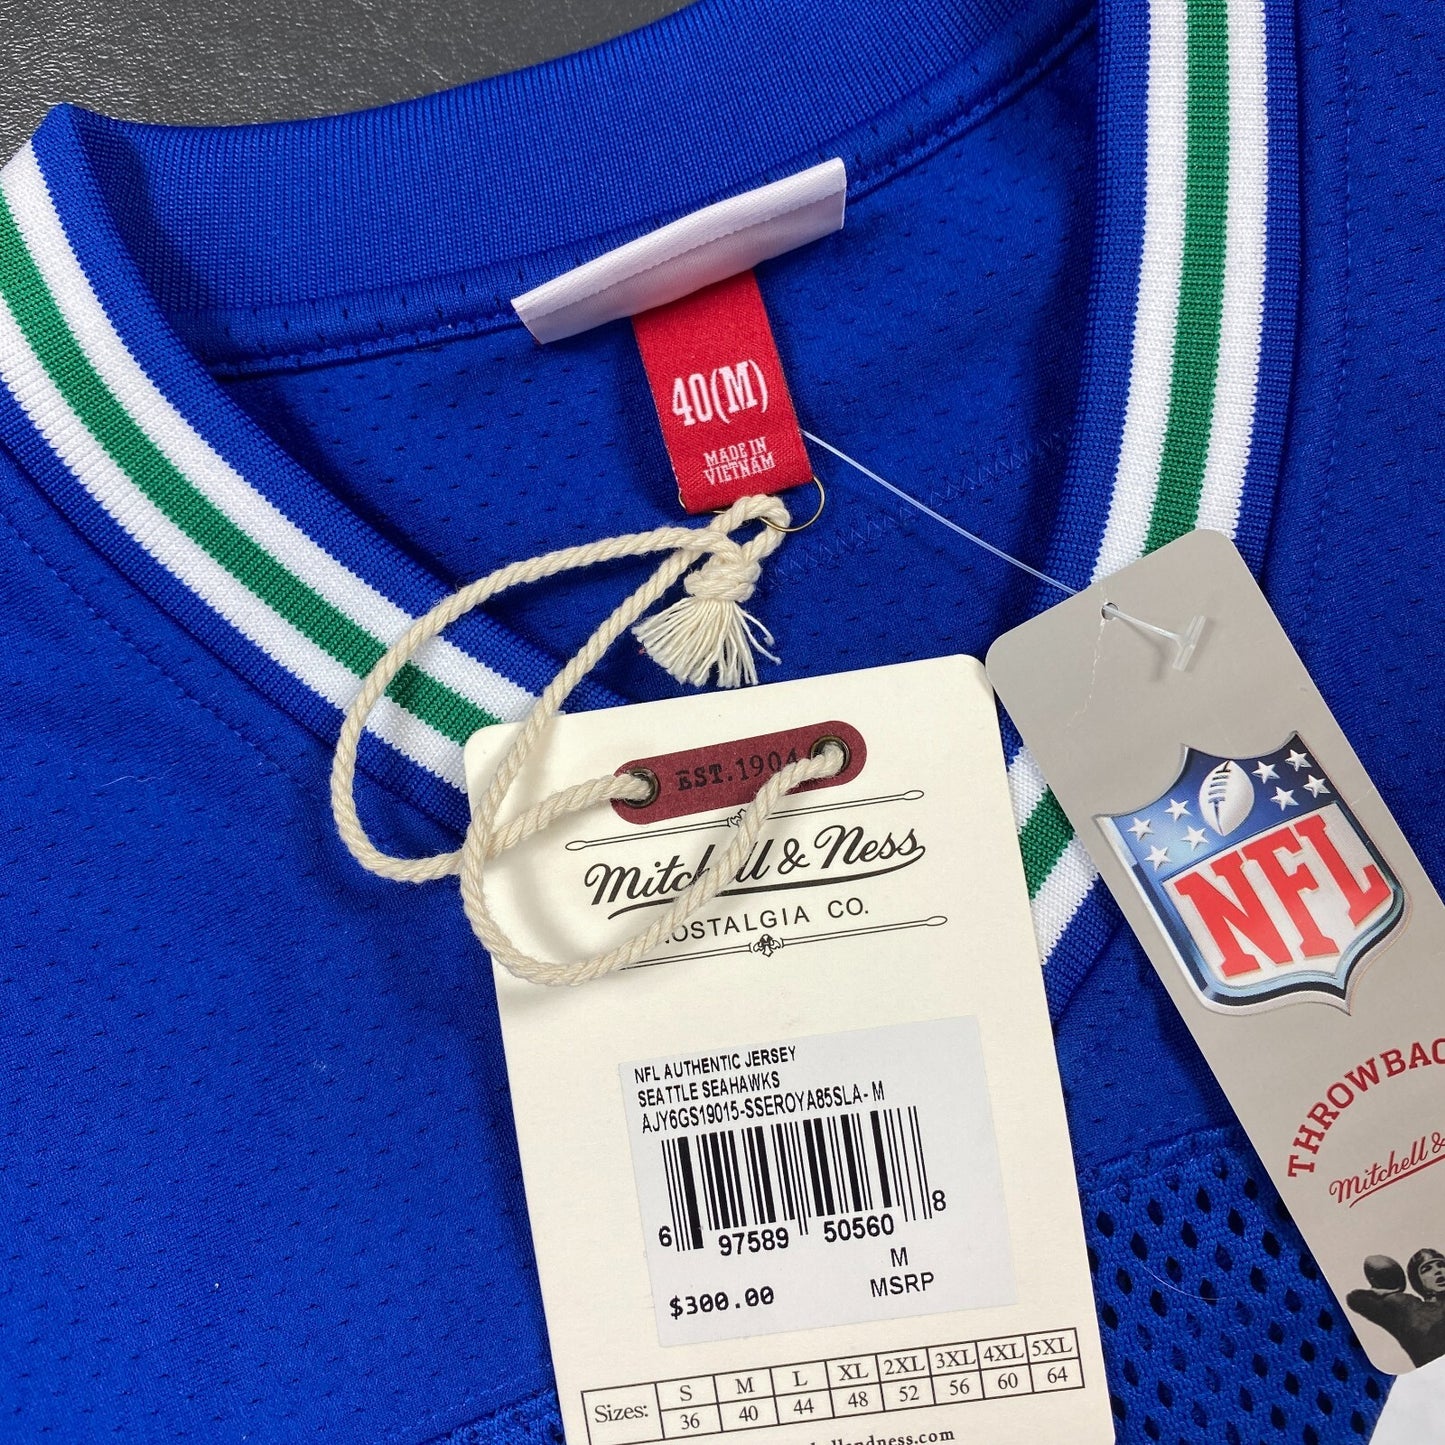 40(M)
MADE IN
VIETNAM
EST.1904
Mitchell & Ness
NOSTALGIA CO.
NFL AUTHENTIC JERSEY
SEATTLE SEAHAWKS
AJY6GS19015-SSEROYA85SLA- M
6 97589 50560 8
M
$300.00 MSRP
Sizes: S M L XL 2XL 3XL 4XL 5XL
36 40 44 48 52 56 60 64
NFL
Mitchell &